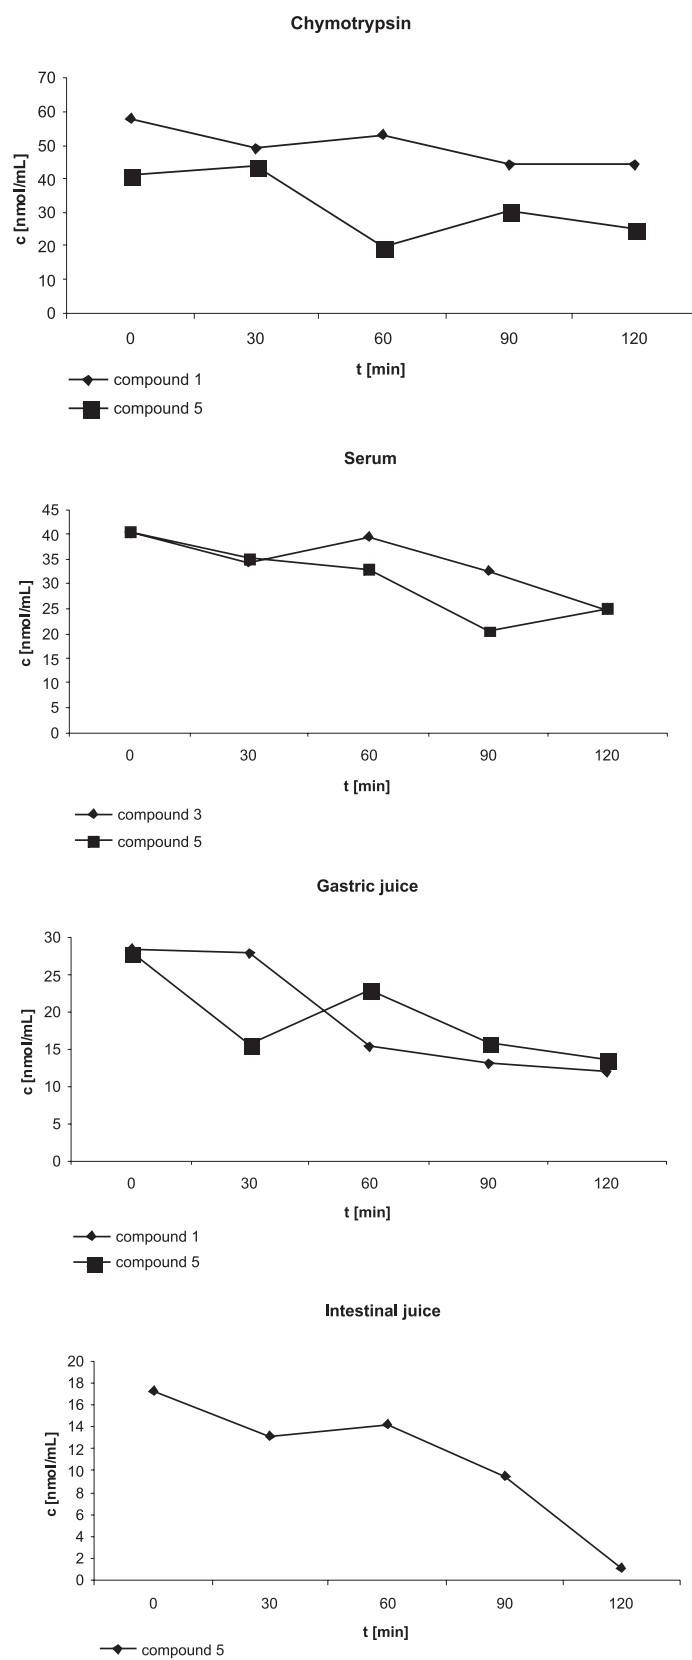 Chymotrypsin
70
60
50
40
30
20
10
0
c [nmol/mL]
0 30 60 90 120
t [min]
compound 1
compound 5
Serum
45
40
35
30
25
20
15
10
5
0
c [nmol/mL]
0 30 60 90 120
t [min]
compound 3
compound 5
Gastric juice
30
25
20
15
10
5
0
c [nmol/mL]
0 30 60 90 120
t [min]
compound 1
compound 5
Intestinal juice
20
18
16
14
12
10
8
6
4
2
0
c [nmol/mL]
0 30 60 90 120
t [min]
compound 5